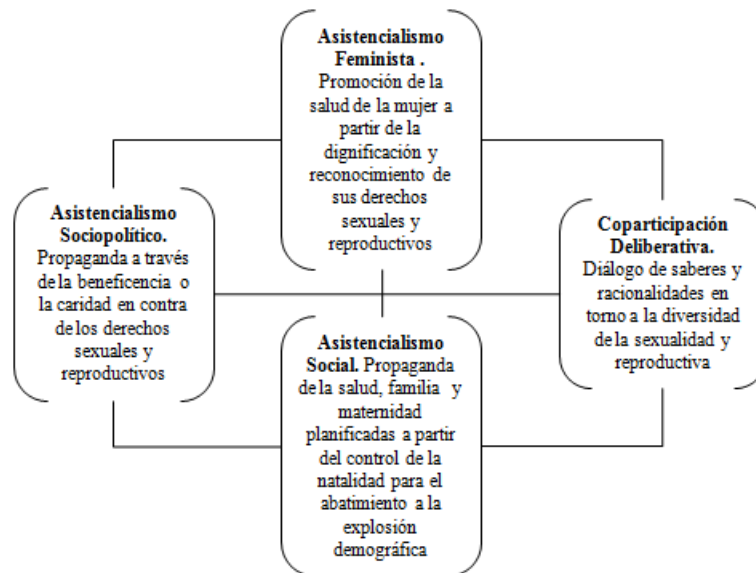 Asistencialismo
Feminista .
Promoción de la
salud de la mujer a
partir de la
dignificación y
reconocimiento de
sus derechos
sexuales y
reproductivos
Asistencialismo
Sociopolítico.
Propaganda a través
de la beneficencia o
la caridad en contra
de los derechos
sexuales y
reproductivos
Coparticipación
Deliberativa.
Diálogo de saberes y
racionalidades en
torno a la diversidad
de la sexualidad y
reproductiva
Asistencialismo
Social. Propaganda
de la salud, familia y
maternidad
planificadas a partir
del control de la
natalidad para el
abatimiento a la
explosión
demográfica